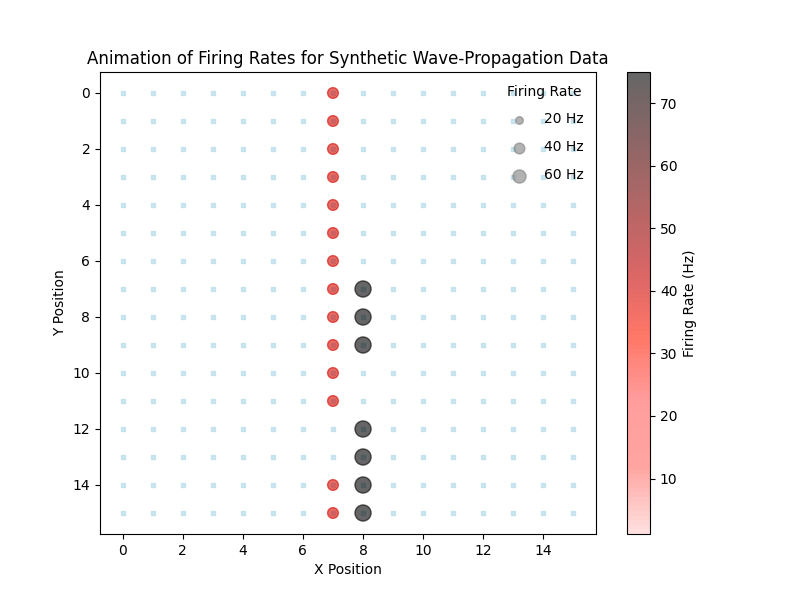 Animation of Firing Rates for Synthetic Wave-Propagation Data
Firing Rate
20 Hz
40 Hz
60 Hz
0
2
4
6
8
10
12
14
Y Position
0 2 4 6 8 10 12 14
X Position
70
60
50
40
30
20
10
Firing Rate (Hz)